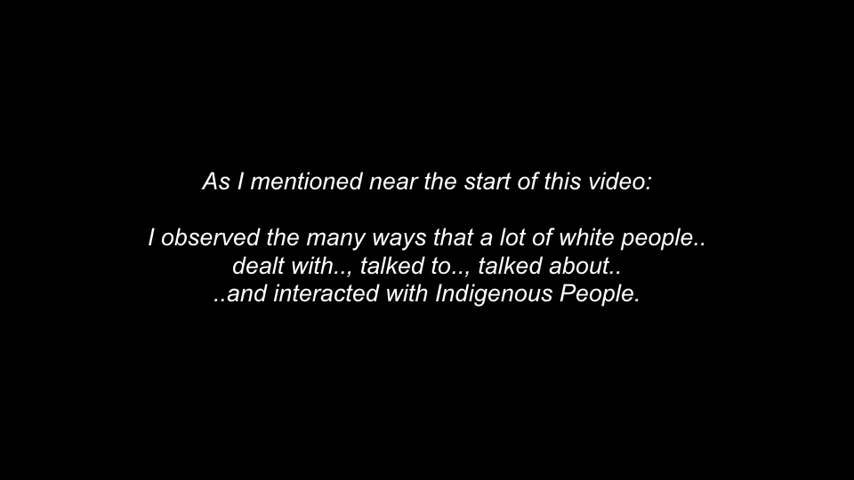 As I mentioned near the start of this video:
I observed the many ways that a lot of white people..
dealt with.., talked to.., talked about..
..and interacted with Indigenous People.